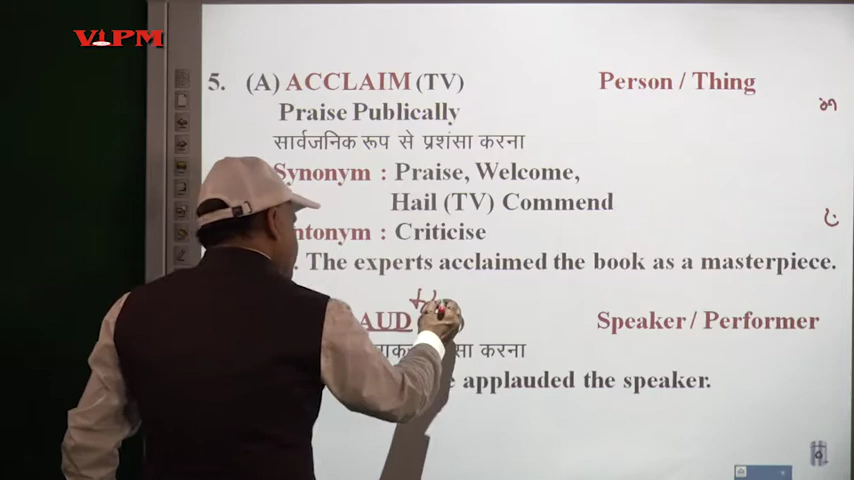 VIPM
5. (A) ACCLAIM (TV) Person / Thing
Praise Publically
सार्वजनिक रूप से प्रशंसा करना
Synonym : Praise, Welcome,
Hail (TV) Commend
ntonym : Criticise
The experts acclaimed the book as a masterpiece.
AUD Speaker / Performer
सा करना
applauded the speaker.